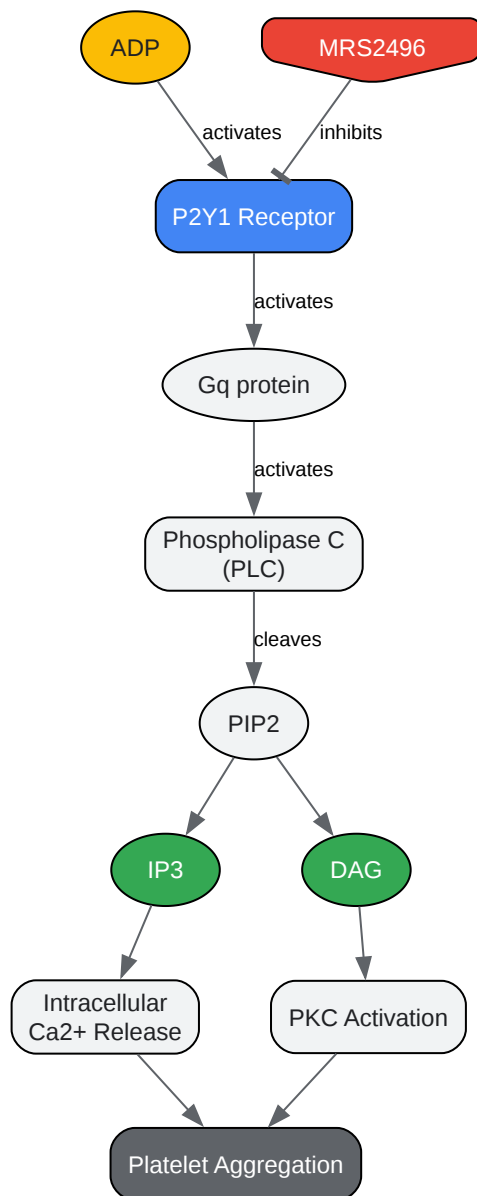 ADP
MRS2496
activates
inhibits
P2Y1 Receptor
activates
Gq protein
activates
Phospholipase C
(PLC)
cleaves
PIP2
IP3
DAG
Intracellular
Ca2+ Release
PKC Activation
Platelet Aggregation